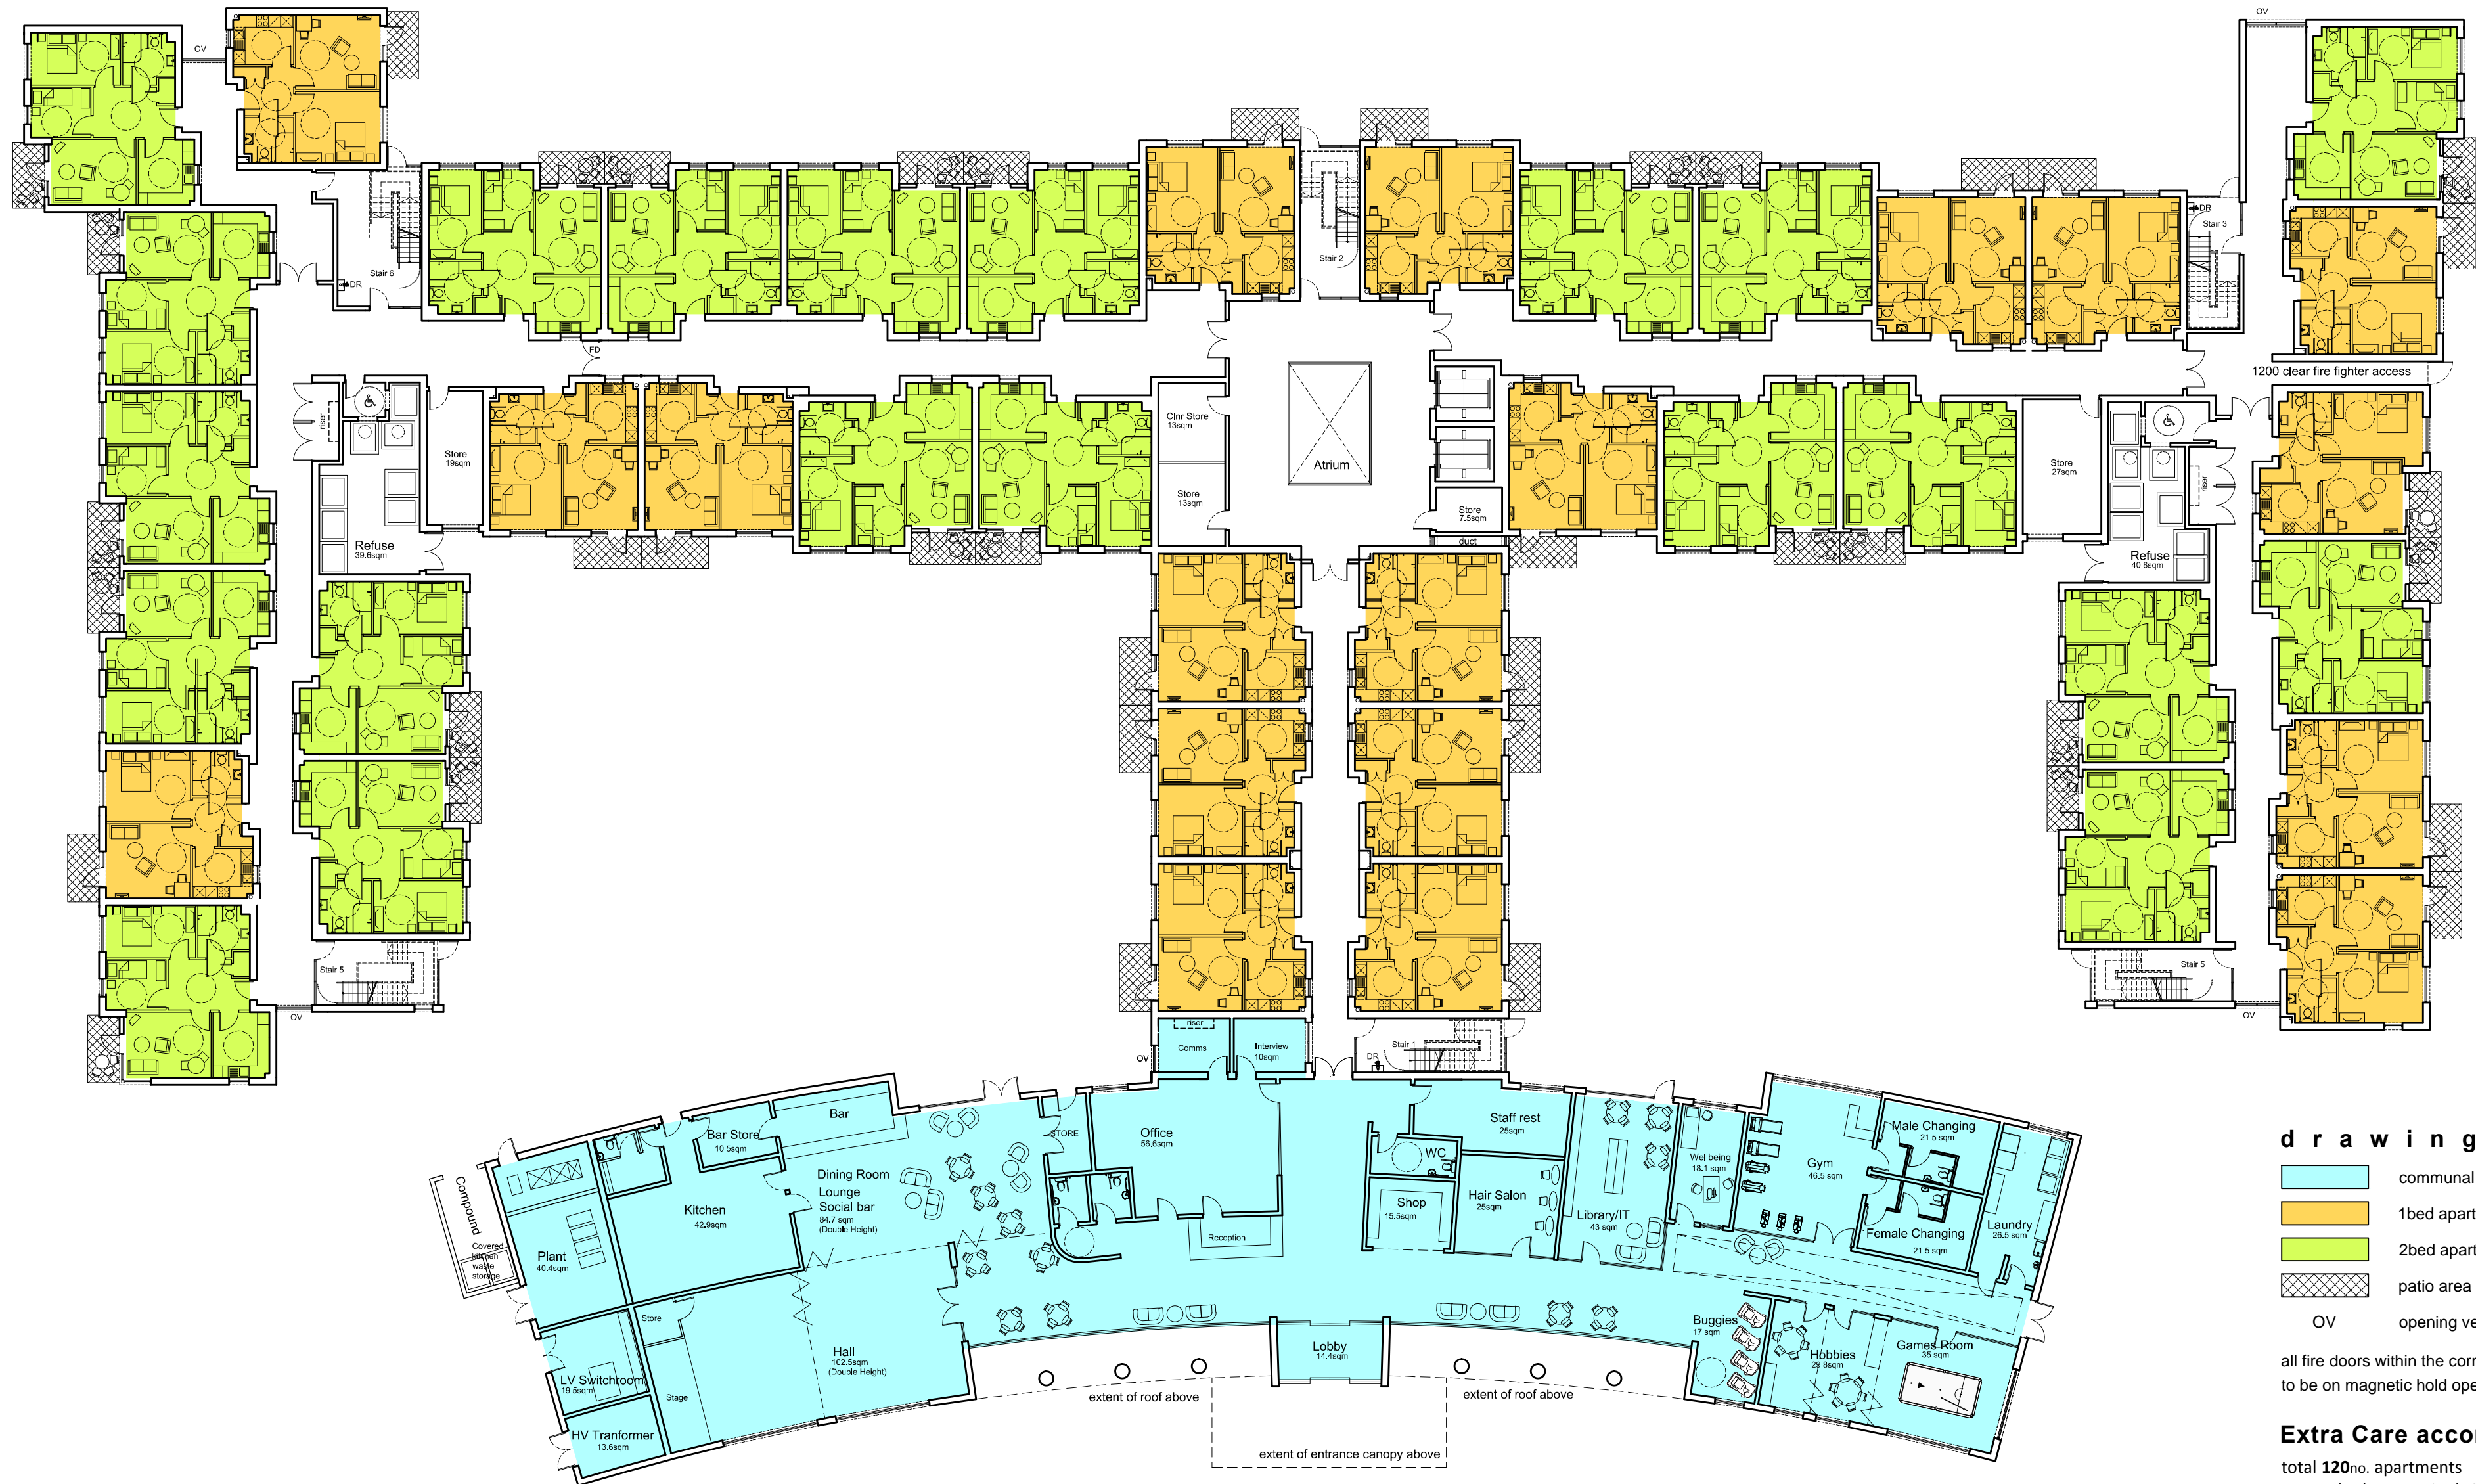 OV
OV
Stair 6
DR
Stair 2
DR
Stair 3
FD
1200 clear fire fighter access
riser
Store
19sqm
Refuse
39,6sqm
Clnr Store
13sqm
Store
13sqm
Atrium
Store
7.5sqm
duct
Store
27sqm
riser
Refuse
40.8sqm
Stair 5
OV
Stair 5
OV
riser
Comms
Interview
10sqm
OV
Stair 1
DR
Compound
Covered
kitchen
waste
storage
Plant
40.4sqm
LV Switchroom
19.5sqm
HV Tranformer
13.6sqm
Bar Store
10.5sqm
Bar
Kitchen
42.9sqm
Dining Room
Lounge
Social bar
84.7 sqm
(Double Height)
STORE
Office
56.6sqm
Reception
Store
Stage
Hall
102.5sqm
(Double Height)
Lobby
14.4sqm
extent of roof above
extent of roof above
extent of entrance canopy above
Staff rest
25sqm
WC
Shop
15.5sqm
Hair Salon
25sqm
Library/IT
43 sqm
Wellbeing
18.1 sqm
Gym
46.5 sqm
Male Changing
21.5 sqm
Female Changing
21.5 sqm
Laundry
26,5 sqm
Buggies
17 sqm
Hobbies
29.8sqm
Games Room
35 sqm
d r a w i n g
communal
1bed apart
2bed apart
patio area
OV opening ve
all fire doors within the corr
to be on magnetic hold ope
Extra Care accor
total 120no. apartments